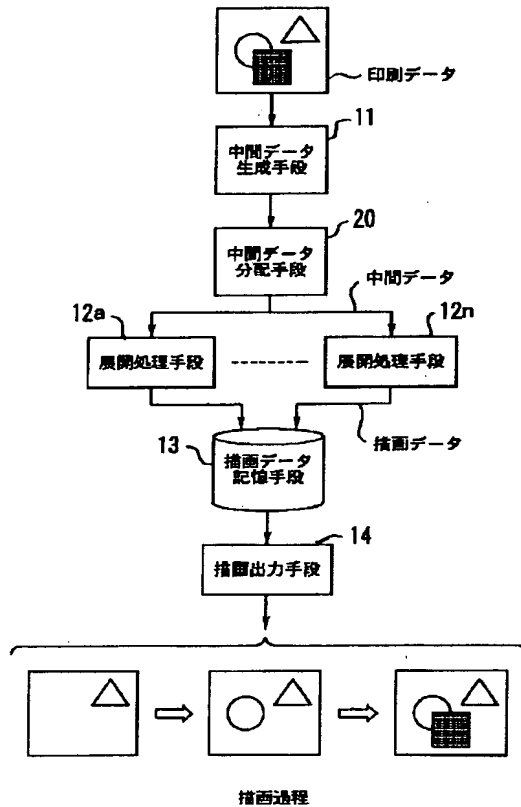 印刷データ
11
中間データ
生成手段
20
中間データ
分配手段
中間データ
12a
12n
展開処理手段
展開処理手段
描画データ
13
描画データ
記憶手段
14
描画出力手段
描画過程